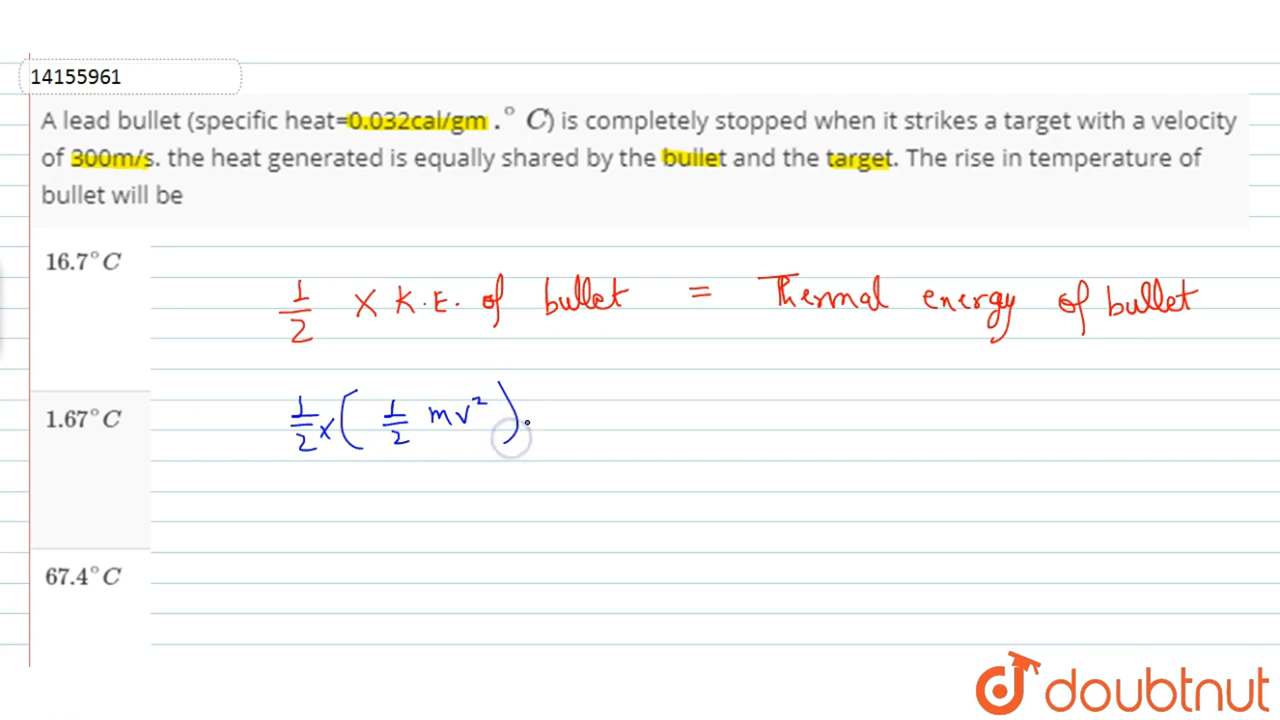 14155961
A lead bullet (specific heat=0.032cal/gm .° C) is completely stopped when it strikes a target with a velocity
of 300m/s. the heat generated is equally shared by the bullet and the target. The rise in temperature of
bullet will be
16.7°C
1/2 X K.E. of bullet = Thermal energy of bullet
1.67°C
1/2 x ( 1/2 mv²)
67.4°C
doubtnut